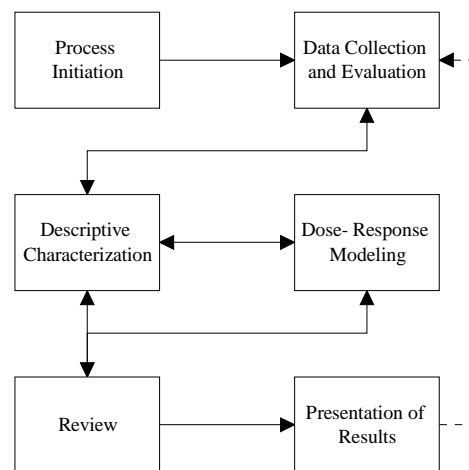 Process
Initiation
Data Collection
and Evaluation
Descriptive
Characterization
Dose- Response
Modeling
Review
Presentation of
Results